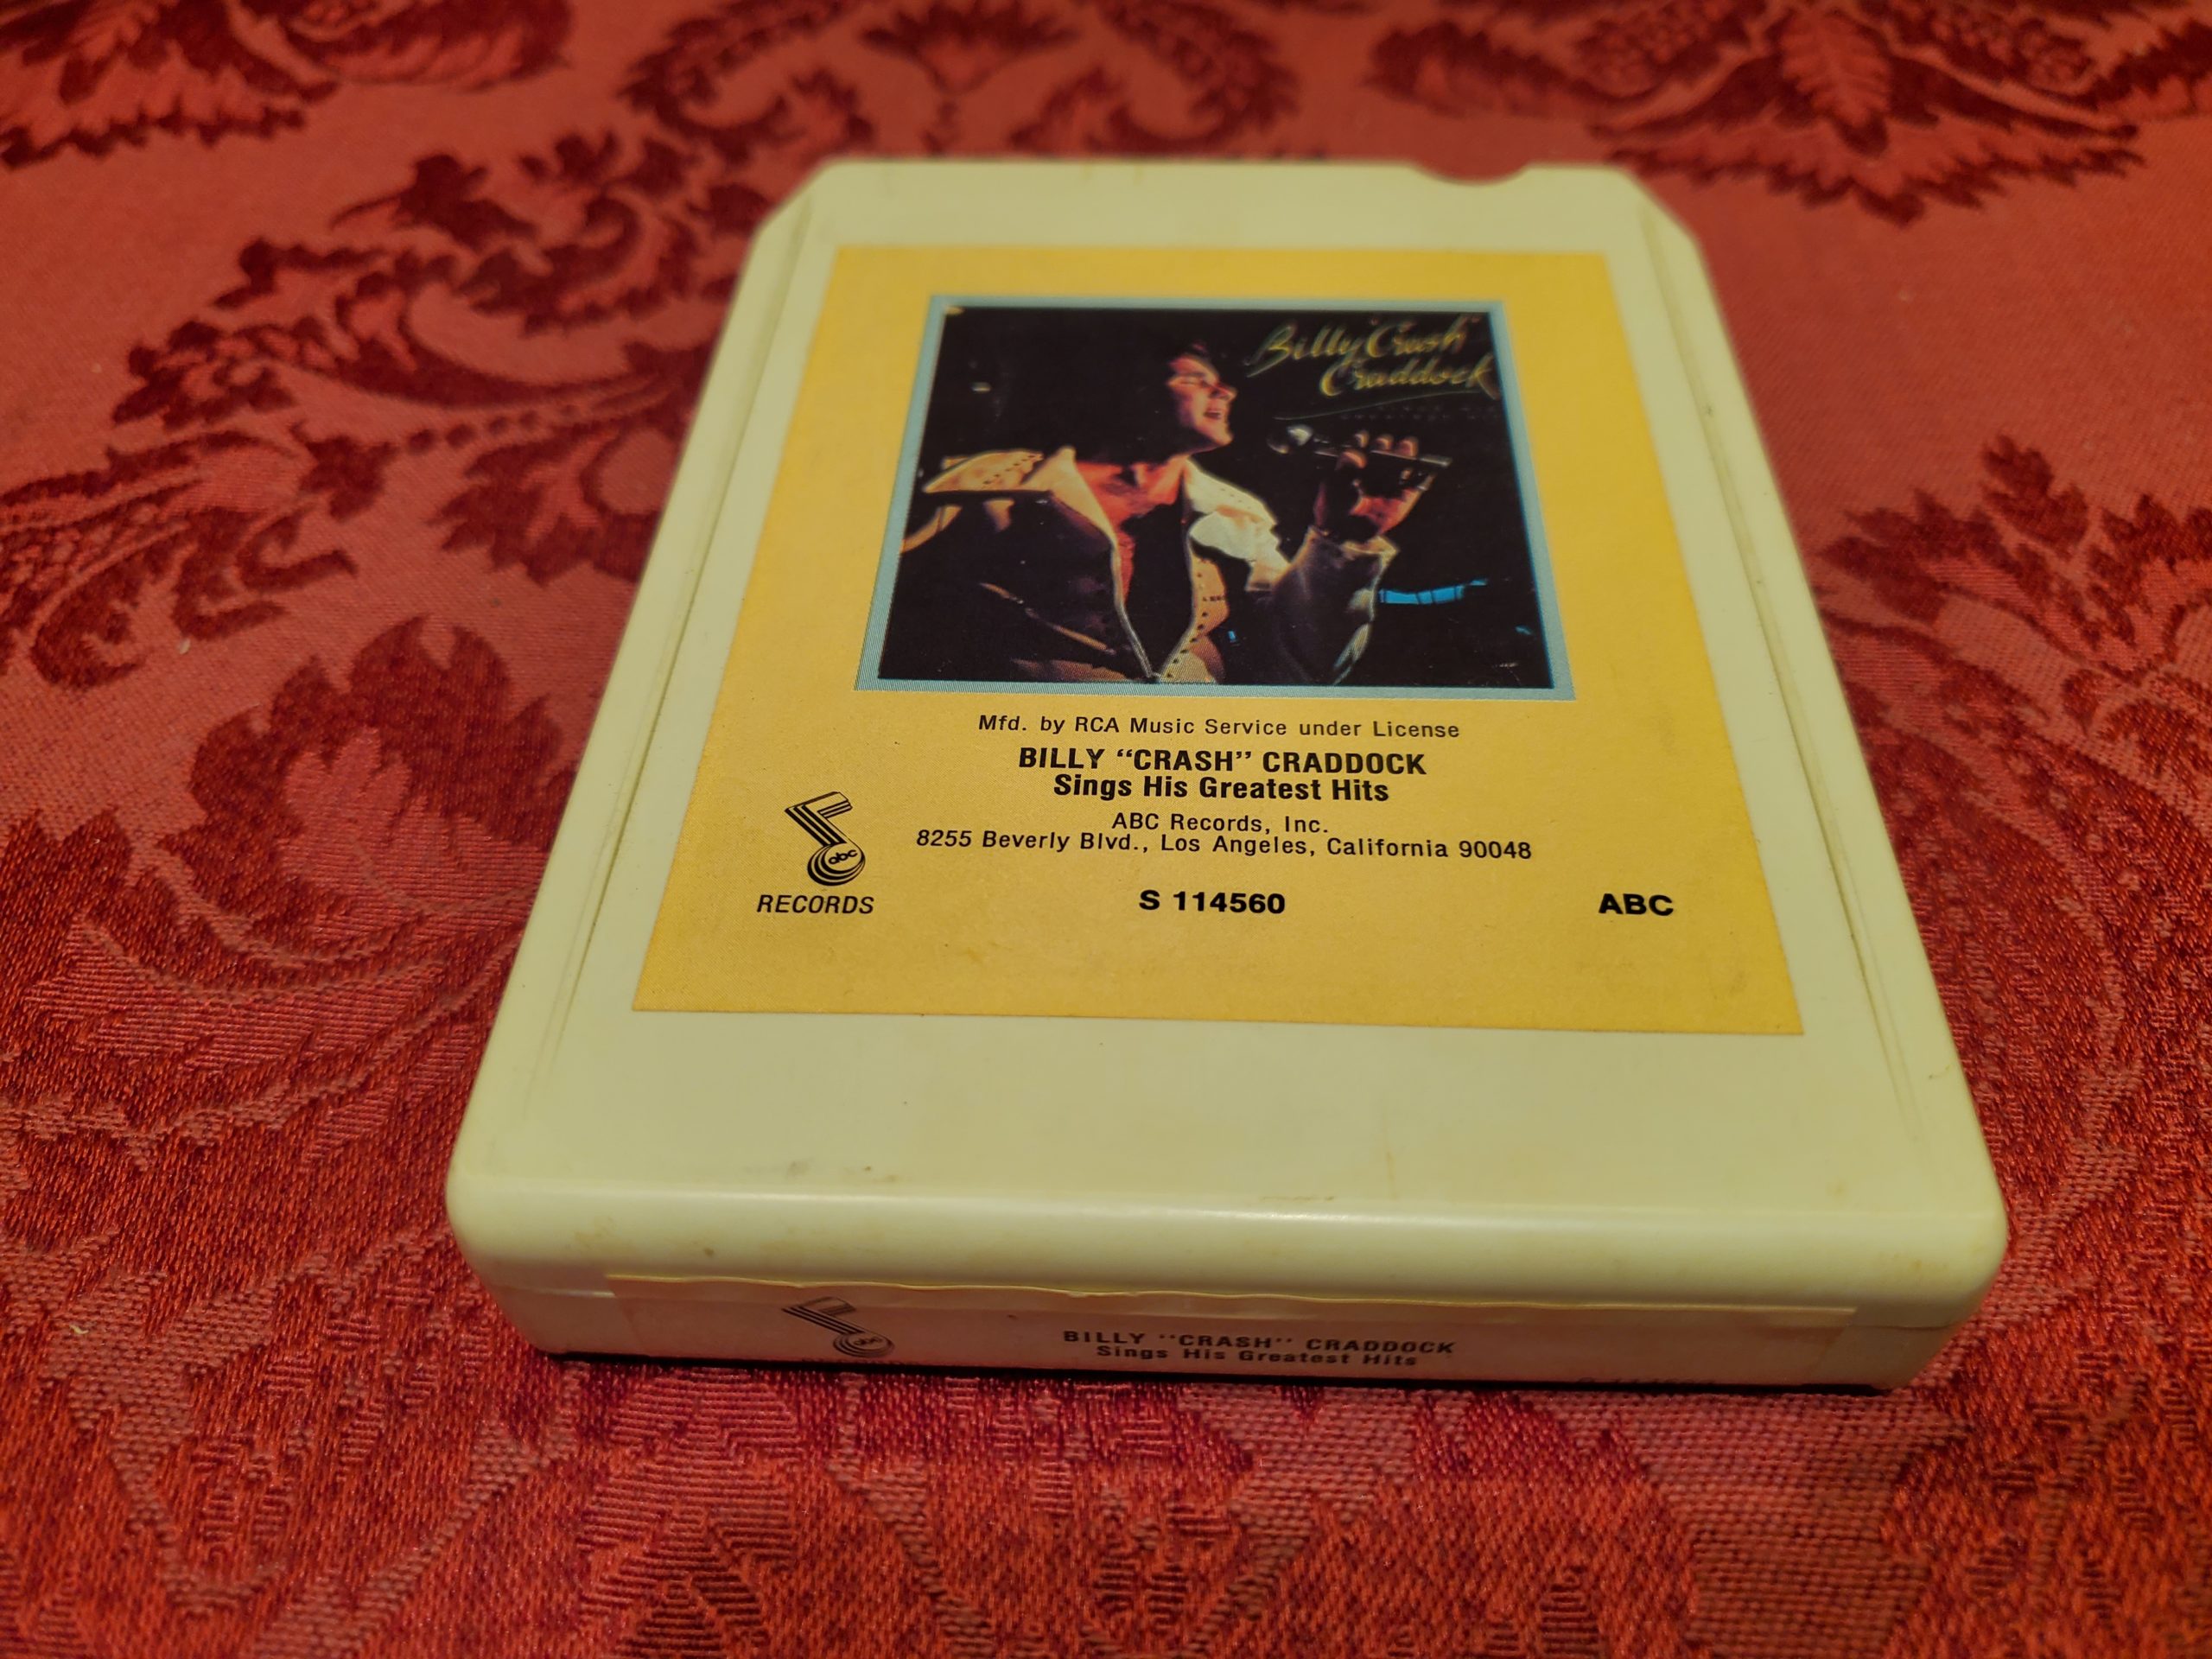 Billy "Crash"
Craddock
Mfd. by RCA Music Service under License
BILLY “CRASH” CRADDOCK
Sings His Greatest Hits
ABC Records, Inc.
8255 Beverly Blvd., Los Angeles, California 90048
abc
RECORDS
S 114560
ABC
abc
BILLY "CRASH" CRADDOCK
Sings His Greatest Hits